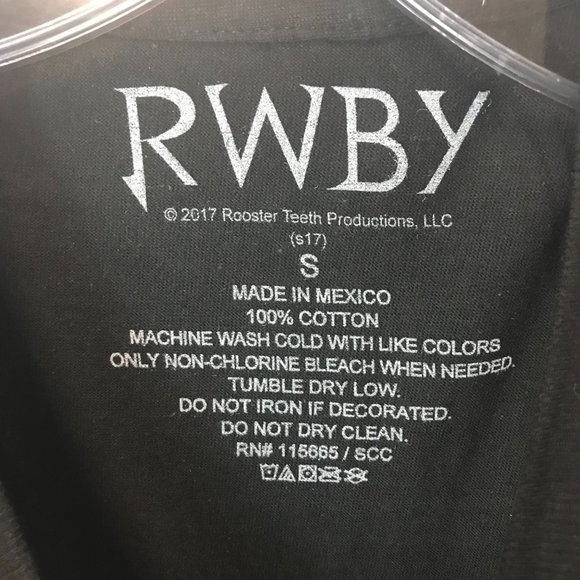 RWBY
© 2017 Rooster Teeth Productions, LLC
(s17)
S
MADE IN MEXICO
100% COTTON
MACHINE WASH COLD WITH LIKE COLORS
ONLY NON-CHLORINE BLEACH WHEN NEEDED.
TUMBLE DRY LOW.
DO NOT IRON IF DECORATED.
DO NOT DRY CLEAN.
RN# 115665 / SCC